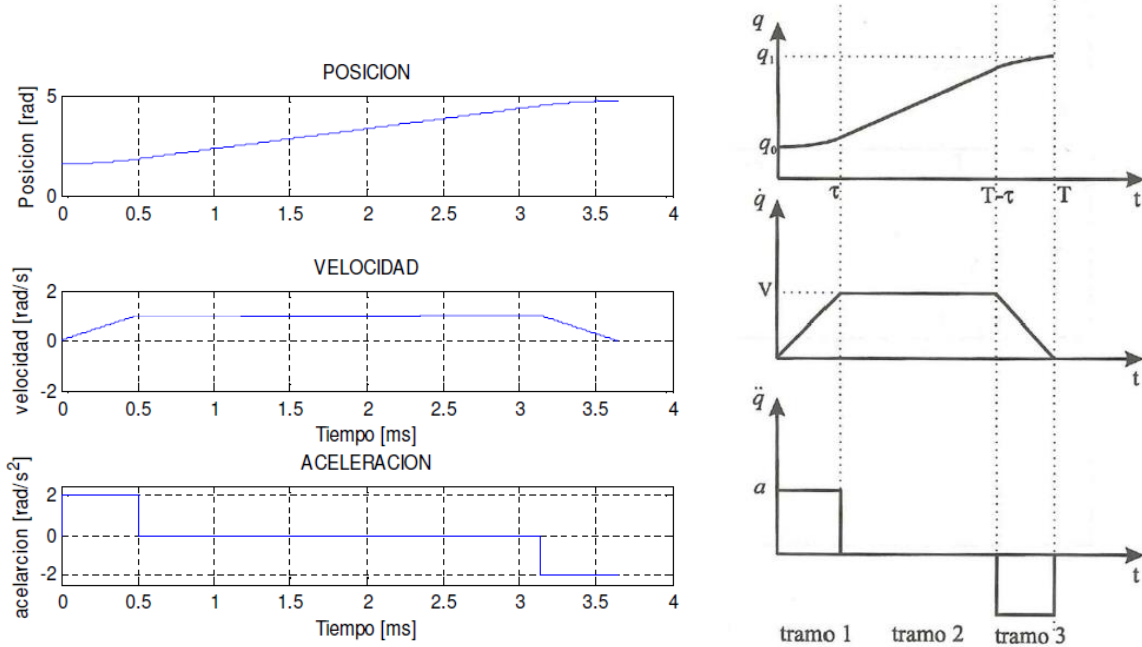 POSICION
Posicion [rad]
5
0
0 0.5 1 1.5 2 2.5 3 3.5 4
VELOCIDAD
velocidad [rad/s]
2
0
-2
0 0.5 1 1.5 2 2.5 3 3.5 4
Tiempo [ms]
ACELERACION
acelarcion [rad/s²]
2
0
-2
0 0.5 1 1.5 2 2.5 3 3.5 4
Tiempo [ms]
q
q₁
q₀
τ T-τ T t
q̇
V
t
q̈
a
t
tramo 1 tramo 2 tramo 3